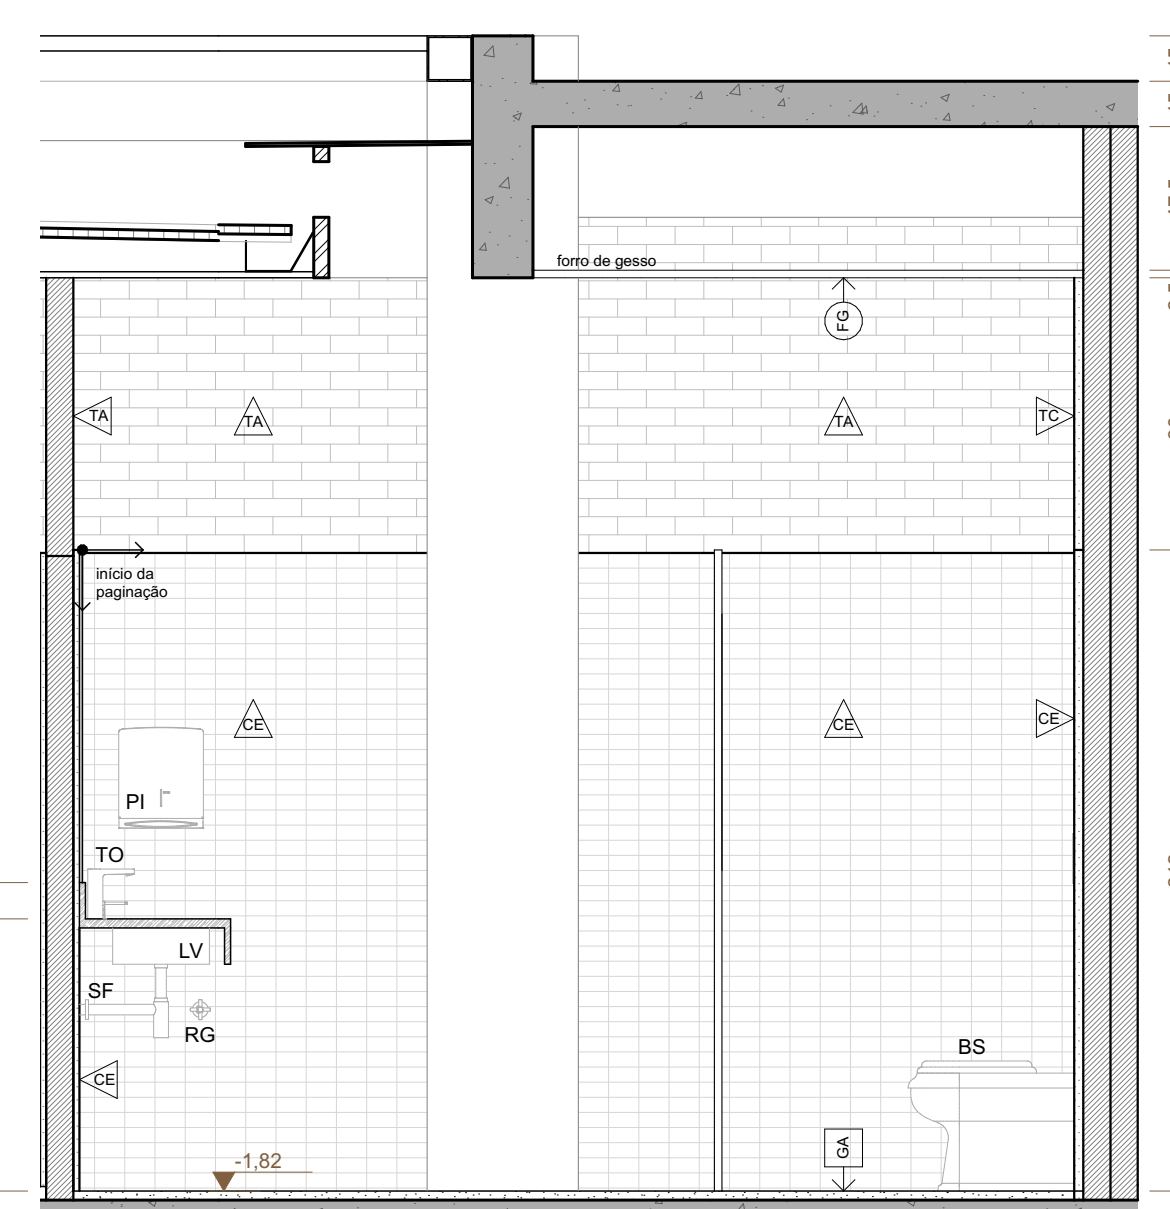 forro de gesso
FG
TA
TA
TA
TC
início da
paginação
CE
CE
CE
PI
TO
LV
SF
RG
BS
CE
GA
-1,82